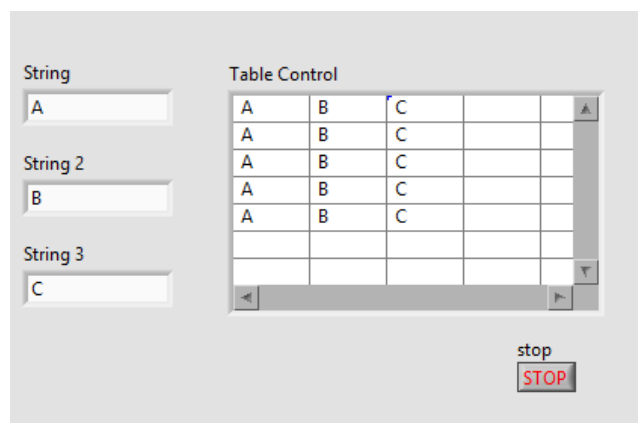 String
A
String 2
B
String 3
C
Table Control
A B C
A B C
A B C
A B C
A B C
stop
STOP